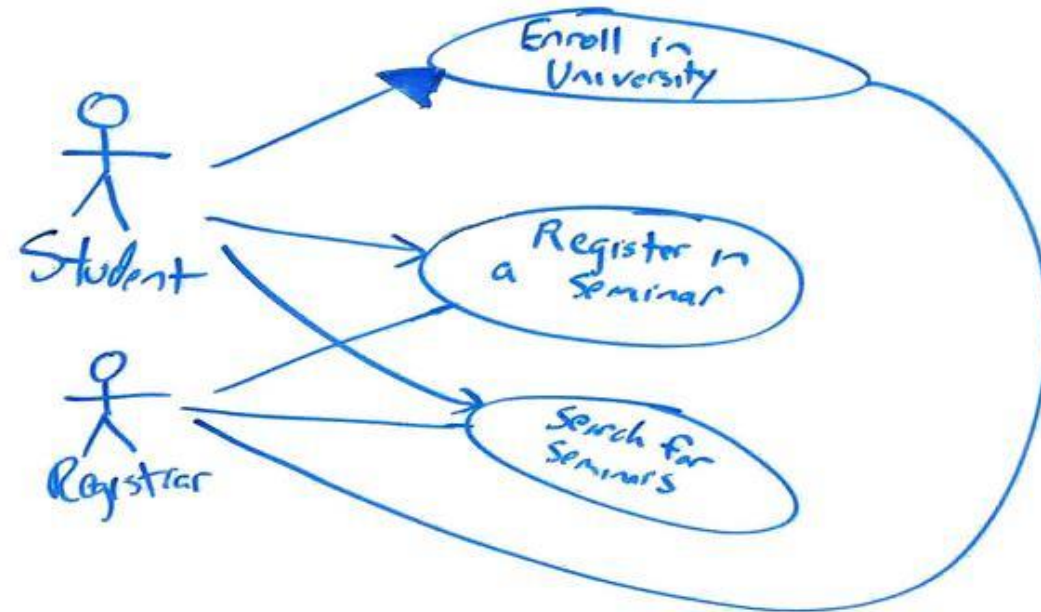 Enroll in
University
Student
Register in
a Seminar
Registrar
Search for
Seminars